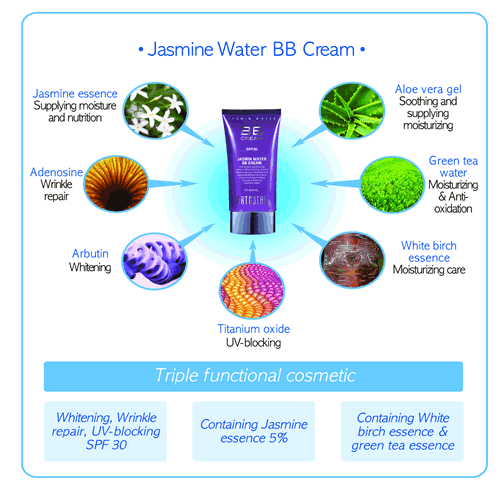 • Jasmine Water BB Cream •
Jasmine essence
Supplying moisture
and nutrition
Aloe vera gel
Soothing and
supplying
moisturizing
Adenosine
Wrinkle
repair
Green tea
water
Moisturizing
& Anti-
oxidation
Arbutin
Whitening
White birch
essence
Moisturizing care
BB
CREAM
SPF30
JASMIN WATER
BB COLOR
Titanium oxide
UV-blocking
Triple functional cosmetic
Whitening, Wrinkle
repair, UV-blocking
SPF 30
Containing Jasmine
essence 5%
Containing White
birch essence &
green tea essence